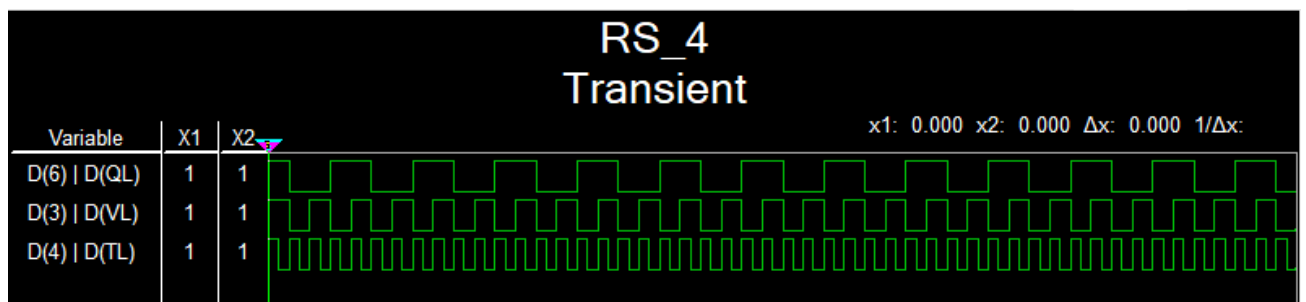 RS_4
Transient
x1: 0.000 x2: 0.000 Δx: 0.000 1/Δx:
Variable X1 X2
D(6) | D(QL) 1 1
D(3) | D(VL) 1 1
D(4) | D(TL) 1 1